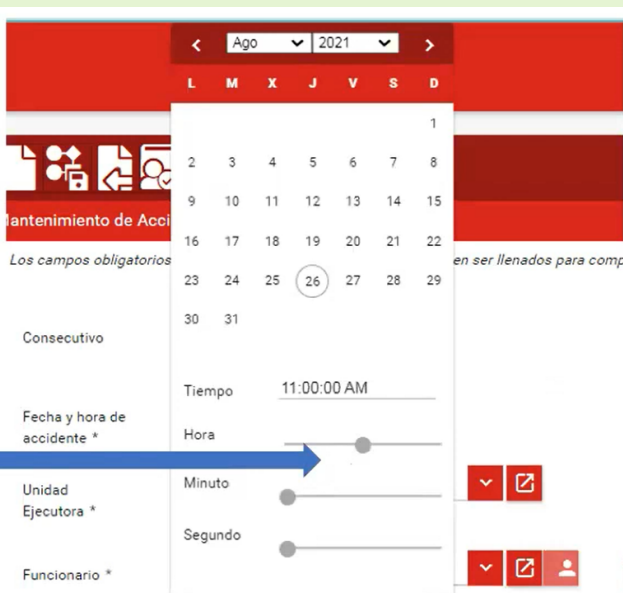 Ago 2021
L M X J V S D
1
2 3 4 5 6 7 8
9 10 11 12 13 14 15
16 17 18 19 20 21 22
23 24 25 26 27 28 29
30 31
Tiempo 11:00:00 AM
Hora
Minuto
Segundo
antenimiento de Acci
Los campos obligatorios
en ser llenados para comp
Consecutivo
Fecha y hora de
accidente *
Unidad
Ejecutora *
Funcionario *